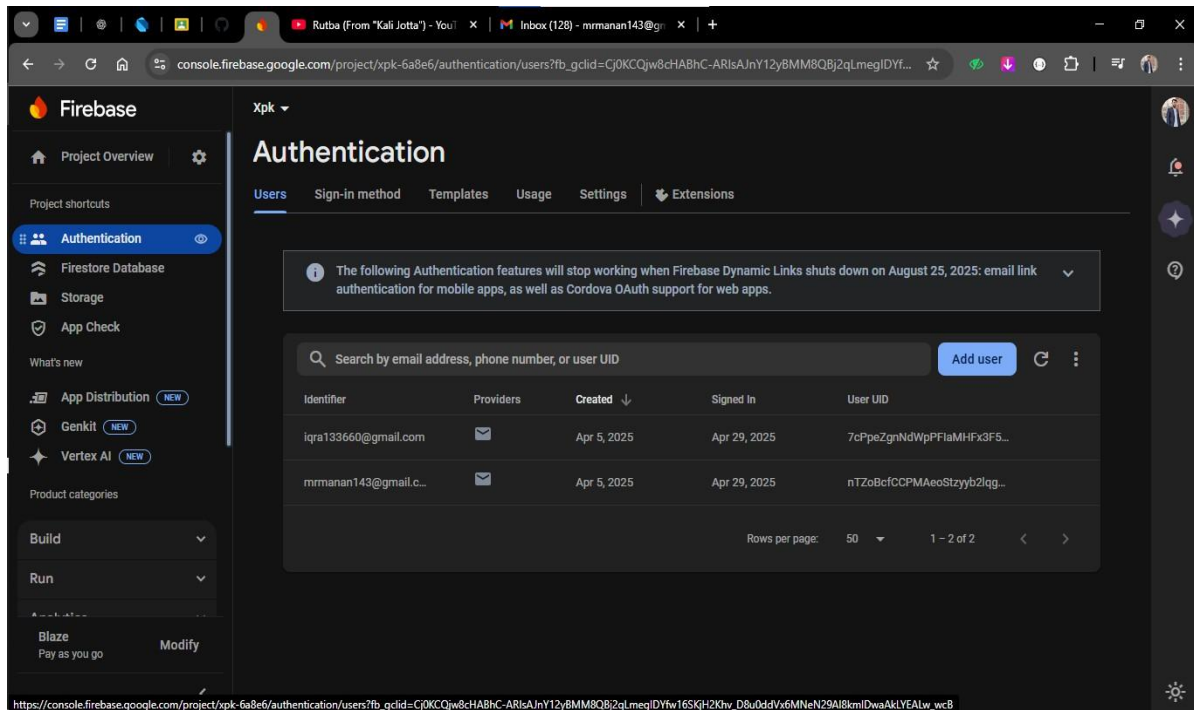 Rutba (From "Kali Jotta") - YouT
Inbox (128) - mrmanan143@gn
console.firebase.google.com/project/xpk-6a8e6/authentication/users?fb_gclid=Cj0KCQjw8cHABhC-ARIsAJnY12yBMM8QBj2qLmegIDYf...
Firebase
Project Overview
Project shortcuts
Authentication
Firestore Database
Storage
App Check
What's new
App Distribution NEW
Genkit NEW
Vertex AI NEW
Product categories
Build
Run
Analytics
Blaze
Pay as you go
Modify
Xpk
Authentication
Users Sign-in method Templates Usage Settings Extensions
The following Authentication features will stop working when Firebase Dynamic Links shuts down on August 25, 2025: email link
authentication for mobile apps, as well as Cordova OAuth support for web apps.
Search by email address, phone number, or user UID
Add user
Identifier Providers Created Signed In User UID
iqra133660@gmail.com Apr 5, 2025 Apr 29, 2025 7cPpeZgnNdWpPFIaMHFx3F5...
mrmanan143@gmail.c... Apr 5, 2025 Apr 29, 2025 nTZoBcfCCPMAeoStzyyb2lqg...
Rows per page: 50 1 – 2 of 2
https://console.firebase.google.com/project/xpk-6a8e6/authentication/users?fb_gclid=Cj0KCQjw8cHABhC-ARIsAJnY12yBMM8QBj2qLmegIDYfw16SKjH2Khv_D8u0ddVx6MNeN29AI8kmIDwaAkLYEALw_wcB